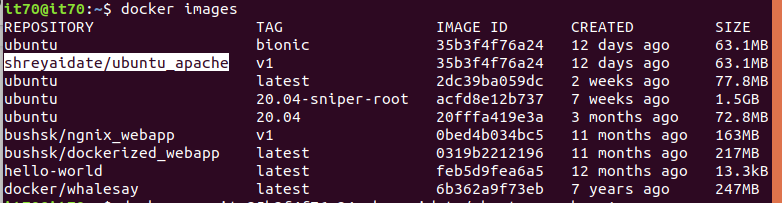 it70@it70:~$ docker images
REPOSITORY TAG IMAGE ID CREATED SIZE
ubuntu bionic 35b3f4f76a24 12 days ago 63.1MB
shreyaidate/ubuntu_apache v1 35b3f4f76a24 12 days ago 63.1MB
ubuntu latest 2dc39ba059dc 2 weeks ago 77.8MB
ubuntu 20.04-sniper-root acfd8e12b737 7 weeks ago 1.5GB
ubuntu 20.04 20fffa419e3a 3 months ago 72.8MB
bushsk/ngnix_webapp v1 0bed4b034bc5 11 months ago 163MB
bushsk/dockerized_webapp latest 0319b2212196 11 months ago 217MB
hello-world latest feb5d9fea6a5 12 months ago 13.3kB
docker/whalesay latest 6b362a9f73eb 7 years ago 247MB